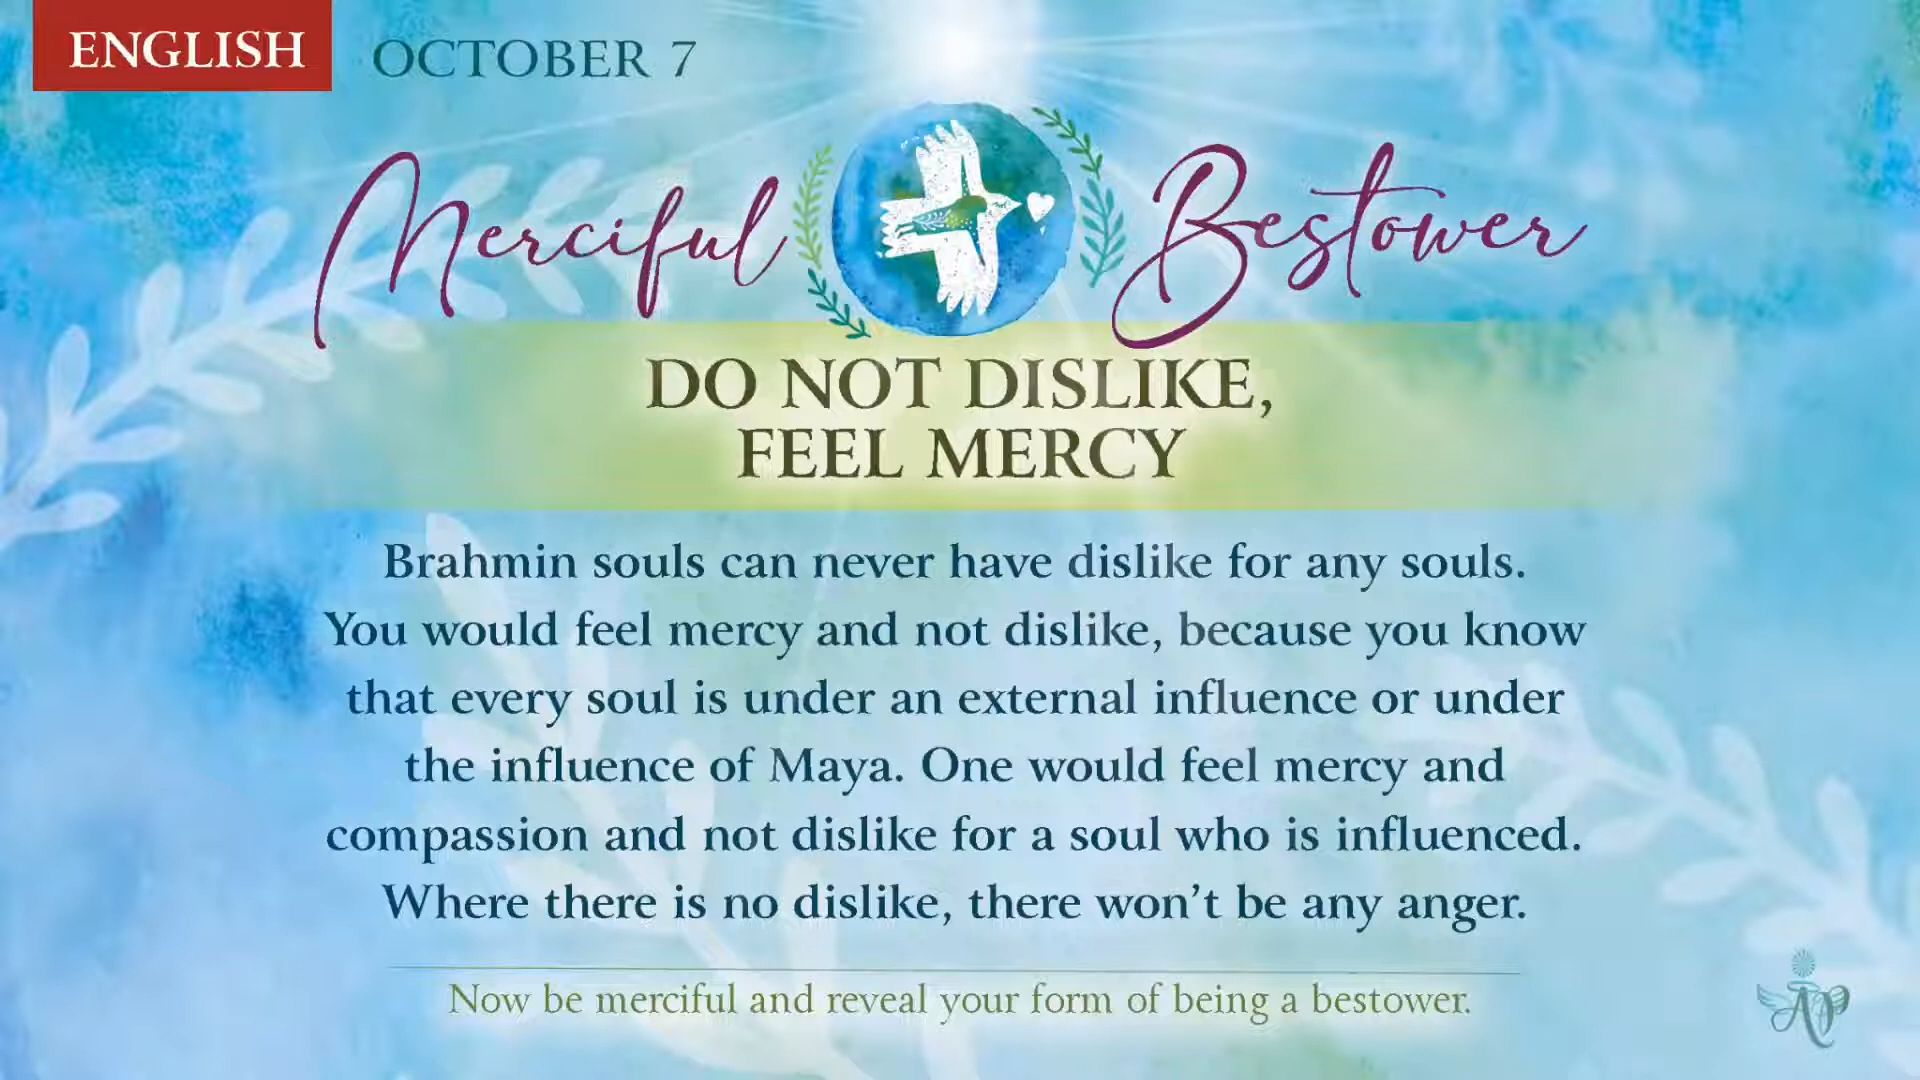 ENGLISH
OCTOBER 7
Merciful Bestower
DO NOT DISLIKE,
FEEL MERCY
Brahmin souls can never have dislike for any souls.
You would feel mercy and not dislike, because you know
that every soul is under an external influence or under
the influence of Maya. One would feel mercy and
compassion and not dislike for a soul who is influenced.
Where there is no dislike, there won't be any anger.
Now be merciful and reveal your form of being a bestower.
AP